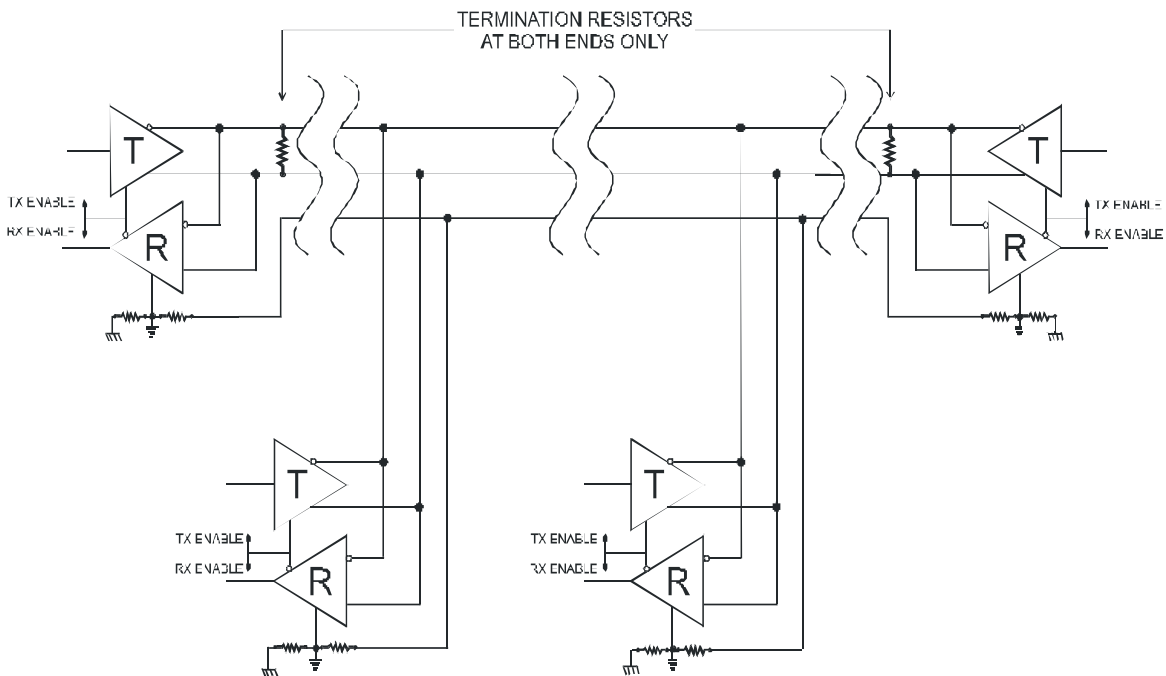 TERMINATION RESISTORS
AT BOTH ENDS ONLY
T
T
TX ENABLE
TX ENABLE
RX ENABLE
RX ENABLE
R
R
T
T
TX ENABLE
TX ENABLE
RX ENABLE
RX ENABLE
R
R